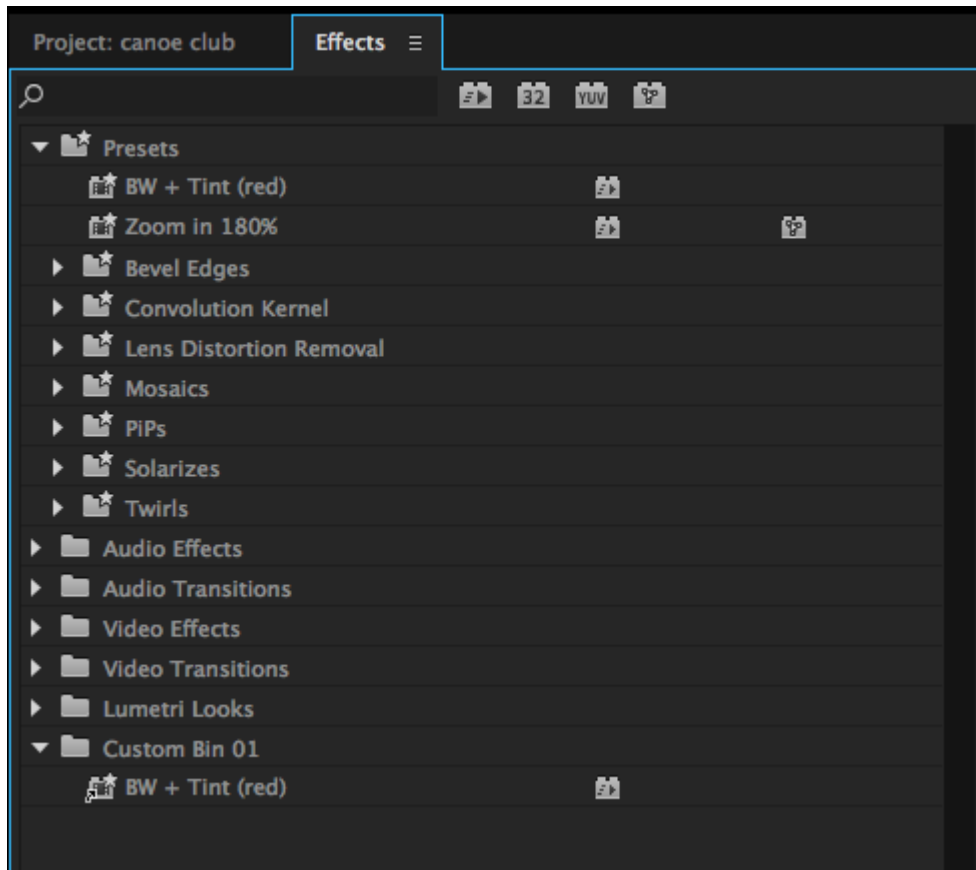 Project: canoe club
Effects
32
YUV
Presets
BW + Tint (red)
Zoom in 180%
Bevel Edges
Convolution Kernel
Lens Distortion Removal
Mosaics
PiPs
Solarizes
Twirls
Audio Effects
Audio Transitions
Video Effects
Video Transitions
Lumetri Looks
Custom Bin 01
BW + Tint (red)